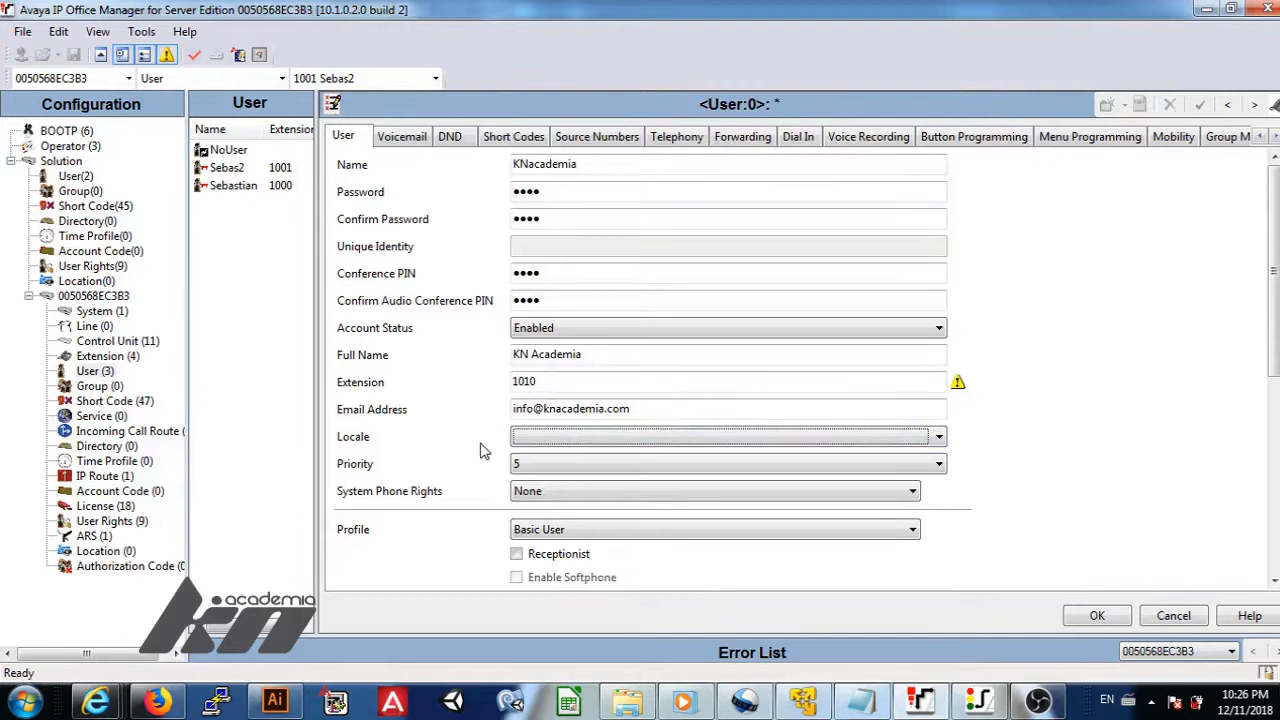 Avaya IP Office Manager for Server Edition 0050568EC3B3 [10.1.0.2.0 build 2]
File Edit View Tools Help
0050568EC3B3 User 1001 Sebas2
Configuration
BOOTP (6)
Operator (3)
Solution
User(2)
Group(0)
Short Code(45)
Directory(0)
Time Profile(0)
Account Code(0)
User Rights(9)
Location(0)
0050568EC3B3
System (1)
Line (0)
Control Unit (11)
Extension (4)
User (3)
Group (0)
Short Code (47)
Service (0)
Incoming Call Route (
Directory (0)
Time Profile (0)
IP Route (1)
Account Code (0)
License (18)
User Rights (9)
ARS (1)
Location (0)
Authorization Code (0
User
Name Extension
NoUser
Sebas2 1001
Sebastian 1000
<User:0>: *
User Voicemail DND Short Codes Source Numbers Telephony Forwarding Dial In Voice Recording Button Programming Menu Programming Mobility Group M
Name KNacademia
Password ••••
Confirm Password ••••
Unique Identity
Conference PIN ••••
Confirm Audio Conference PIN ••••
Account Status Enabled
Full Name KN Academia
Extension 1010
Email Address info@knacademia.com
Locale
Priority 5
System Phone Rights None
Profile Basic User
Receptionist
Enable Softphone
OK Cancel Help
academia
kn
Error List 0050568EC3B3
Ready
EN
10:26 PM
12/11/2018